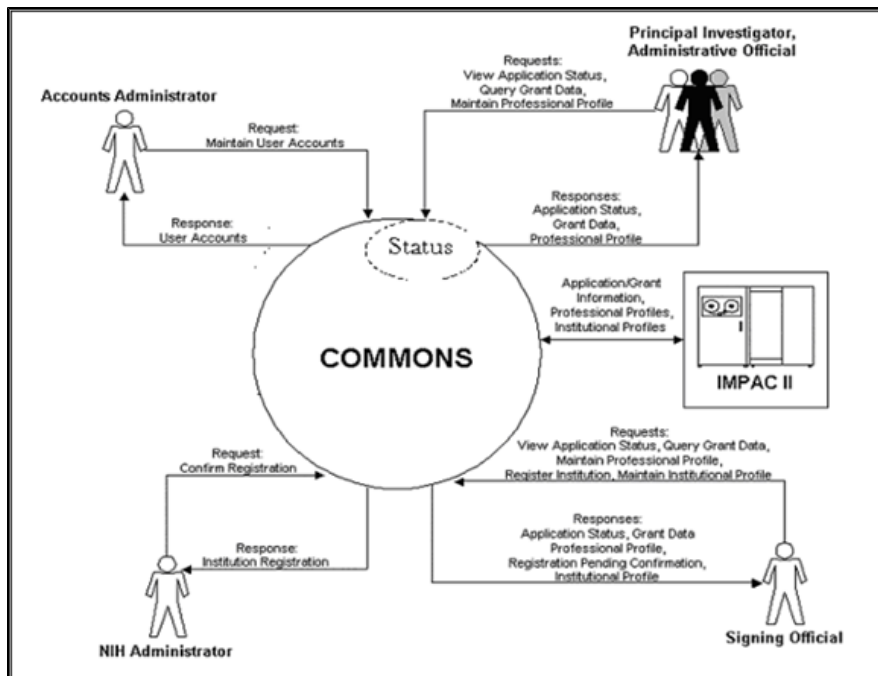 Principal Investigator,
Administrative Official
Requests:
View Application Status,
Query Grant Data,
Maintain Professional Profile
Accounts Administrator
Request:
Maintain User Accounts
Response:
User Accounts
Responses:
Application Status,
Grant Data,
Professional Profile
Status
Application/Grant
Information,
Professional Profiles,
Institutional Profiles
COMMONS
IMPAC II
Request:
Confirm Registration
Requests:
View Application Status, Query Grant Data,
Maintain Professional Profile,
Register Institution, Maintain Institutional Profile
Response:
Institution Registration
Responses:
Application Status, Grant Data
Professional Profile,
Registration Pending Confirmation,
Institutional Profile
NIH Administrator
Signing Official